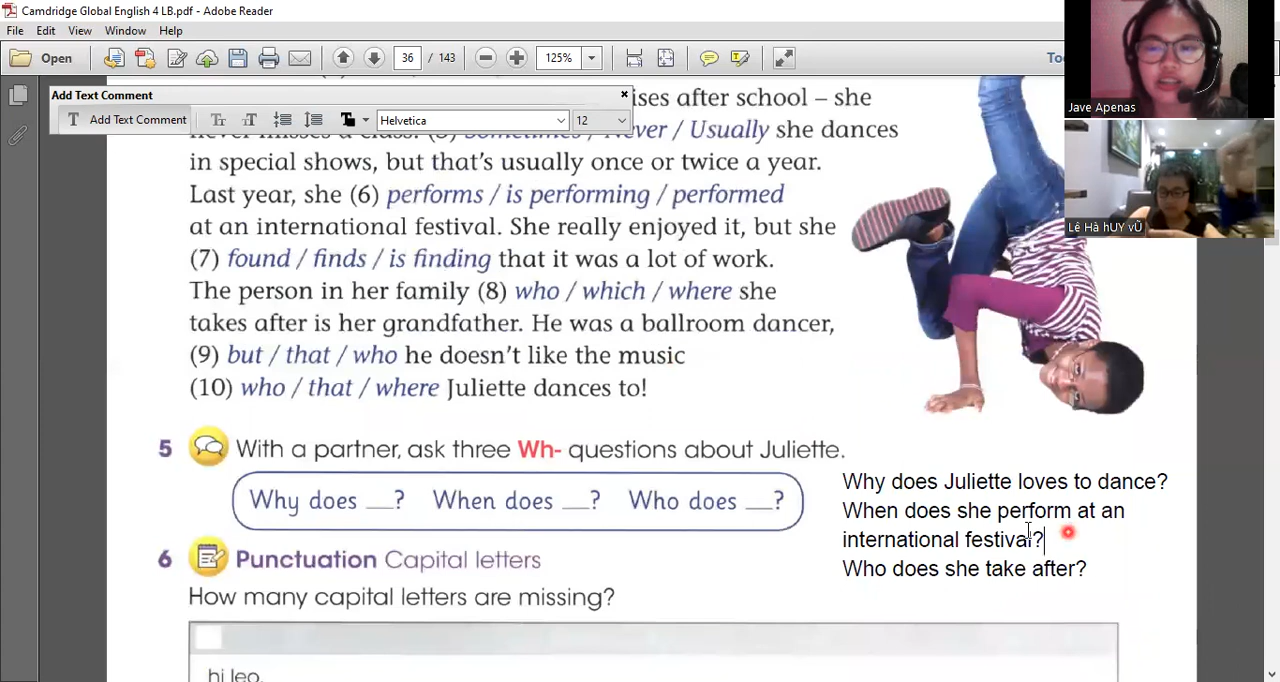 Camdridge Global English 4 LB.pdf - Adobe Reader
File Edit View Window Help
Open 36 / 143 125%
Jave Apenas
Add Text Comment
T Add Text Comment Helvetica 12
ises after school – she
Sometimes / Never / Usually she dances
in special shows, but that's usually once or twice a year.
Last year, she (6) performs / is performing / performed
at an international festival. She really enjoyed it, but she
Lê Hà hUY vŨ
(7) found / finds / is finding that it was a lot of work.
The person in her family (8) who / which / where she
takes after is her grandfather. He was a ballroom dancer,
(9) but / that / who he doesn't like the music
(10) who / that / where Juliette dances to!
5 With a partner, ask three Wh- questions about Juliette.
Why does __? When does __? Who does __?
Why does Juliette loves to dance?
When does she perform at an
international festival?
Who does she take after?
6 Punctuation Capital letters
How many capital letters are missing?
hi leo,